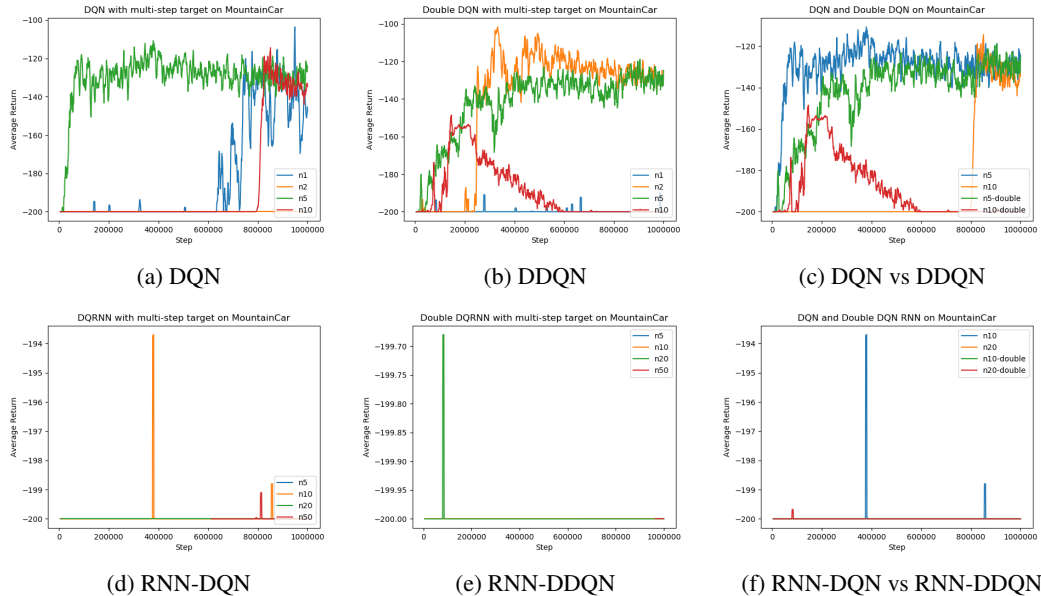 DQN with multi-step target on MountainCar
Average Return
−100
−120
−140
−160
−180
−200
0
200000
400000
600000
800000
1000000
Step
n1
n2
n5
n10
(a) DQN
Double DQN with multi-step target on MountainCar
Average Return
−100
−120
−140
−160
−180
−200
0
200000
400000
600000
800000
1000000
Step
n1
n2
n5
n10
(b) DDQN
DQN and Double DQN on MountainCar
Average Return
−120
−140
−160
−180
−200
0
200000
400000
600000
800000
1000000
Step
n5
n10
n5-double
n10-double
(c) DQN vs DDQN
DQRNN with multi-step target on MountainCar
Average Return
−194
−195
−196
−197
−198
−199
−200
0
200000
400000
600000
800000
1000000
Step
n5
n10
n20
n50
(d) RNN-DQN
Double DQRNN with multi-step target on MountainCar
Average Return
−199.70
−199.75
−199.80
−199.85
−199.90
−199.95
−200.00
0
200000
400000
600000
800000
1000000
Step
n5
n10
n20
n50
(e) RNN-DDQN
DQN and Double DQN RNN on MountainCar
Average Return
−194
−195
−196
−197
−198
−199
−200
0
200000
400000
600000
800000
1000000
Step
n10
n20
n10-double
n20-double
(f) RNN-DQN vs RNN-DDQN